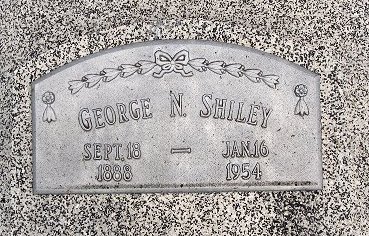 GEORGE N. SHILEY
SEPT. 18 — JAN. 16
1888 1954